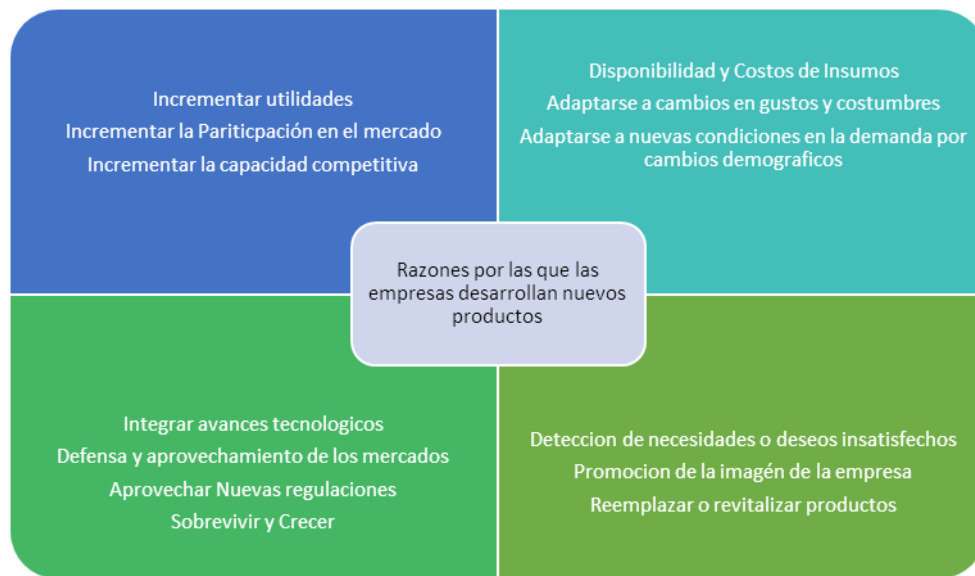 Incrementar utilidades
Incrementar la Pariticpación en el mercado
Incrementar la capacidad competitiva
Disponibilidad y Costos de Insumos
Adaptarse a cambios en gustos y costumbres
Adaptarse a nuevas condiciones en la demanda por
cambios demograficos
Razones por las que las
empresas desarrollan nuevos
productos
Integrar avances tecnologicos
Defensa y aprovechamiento de los mercados
Aprovechar Nuevas regulaciones
Sobrevivir y Crecer
Deteccion de necesidades o deseos insatisfechos
Promocion de la imagén de la empresa
Reemplazar o revitalizar productos